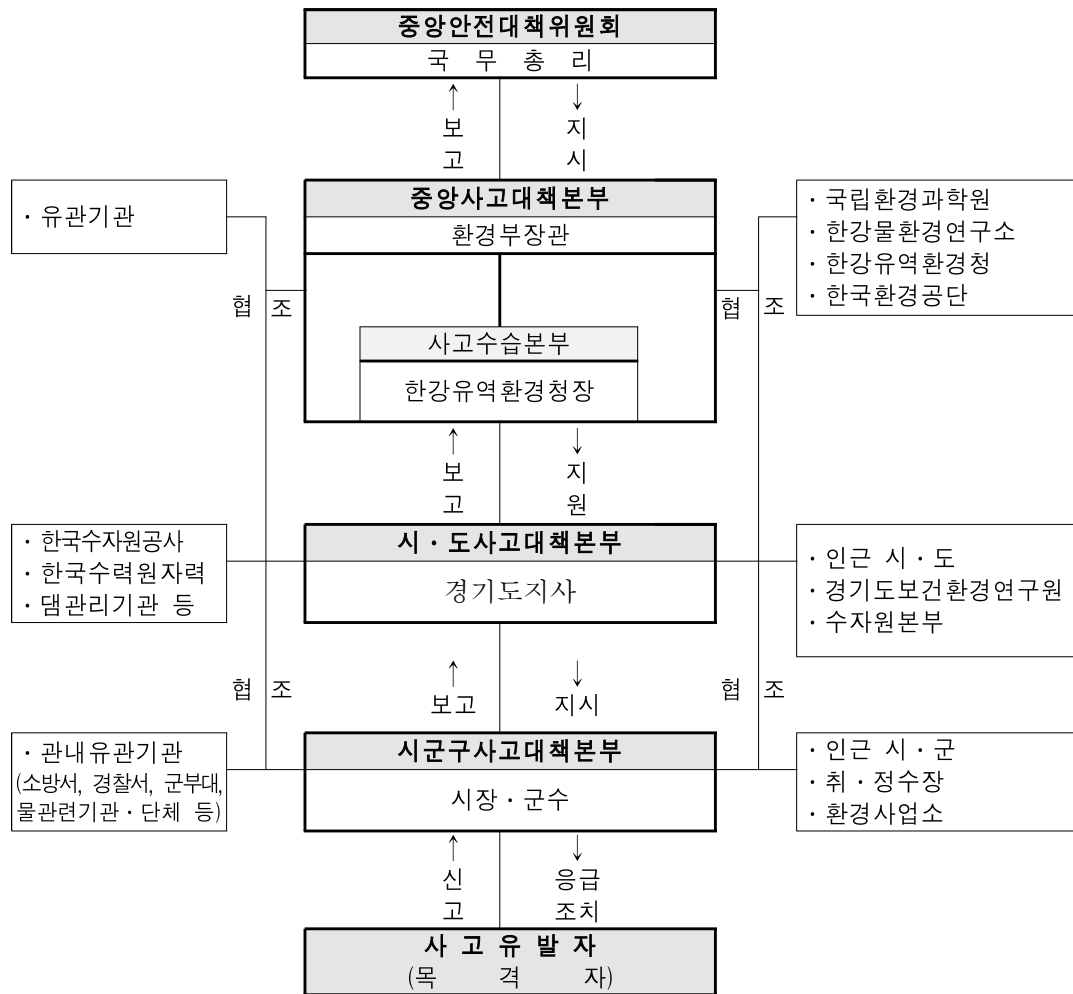 중앙안전대책위원회
국 무 총 리
↑ ↓
보 지
고 시
중앙사고대책본부
환경부장관
· 유관기관
· 국립환경과학원
· 한강물환경연구소
· 한강유역환경청
· 한국환경공단
협 조
협 조
사고수습본부
한강유역환경청장
↑ ↓
보 지
고 원
시 · 도사고대책본부
경기도지사
· 한국수자원공사
· 한국수력원자력
· 댐관리기관 등
· 인근 시 · 도
· 경기도보건환경연구원
· 수자원본부
협 조
↑ ↓
보고 지시
협 조
시군구사고대책본부
시장 · 군수
· 관내유관기관
(소방서, 경찰서, 군부대,
물관련기관 · 단체 등)
· 인근 시 · 군
· 취 · 정수장
· 환경사업소
↑ ↓
신 응급
고 조치
사 고 유 발 자
(목 격 자)